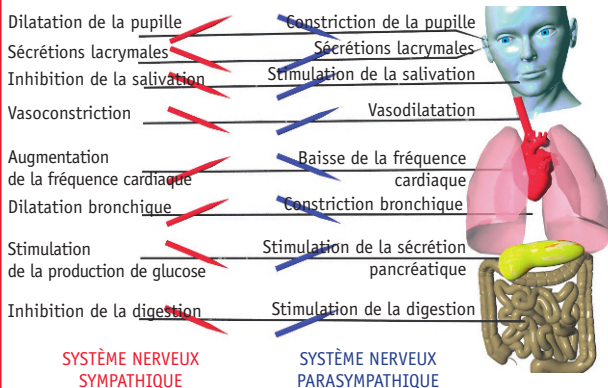 Dilatation de la pupille
Constriction de la pupille
Sécrétions lacrymales
Sécrétions lacrymales
Inhibition de la salivation
Stimulation de la salivation
Vasoconstriction
Vasodilatation
Augmentation
de la fréquence cardiaque
Baisse de la fréquence
cardiaque
Dilatation bronchique
Constriction bronchique
Stimulation
de la production de glucose
Stimulation de la sécrétion
pancréatique
Inhibition de la digestion
Stimulation de la digestion
SYSTÈME NERVEUX
SYMPATHIQUE
SYSTÈME NERVEUX
PARASYMPATHIQUE